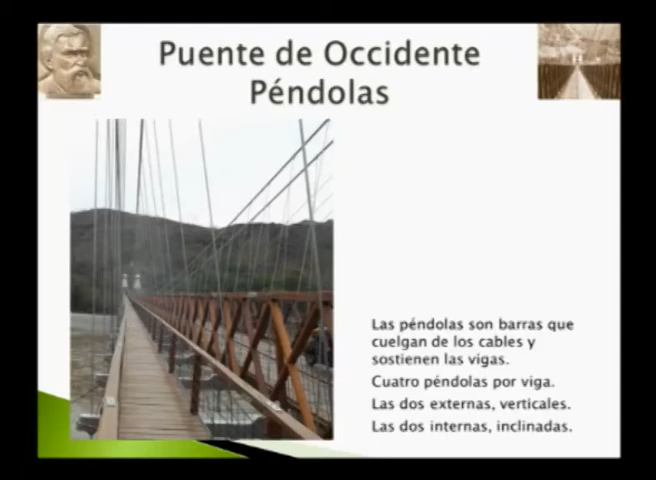 Puente de Occidente
Péndolas
Las péndolas son barras que
cuelgan de los cables y
sostienen las vigas.
Cuatro péndolas por viga.
Las dos externas, verticales.
Las dos internas, inclinadas.